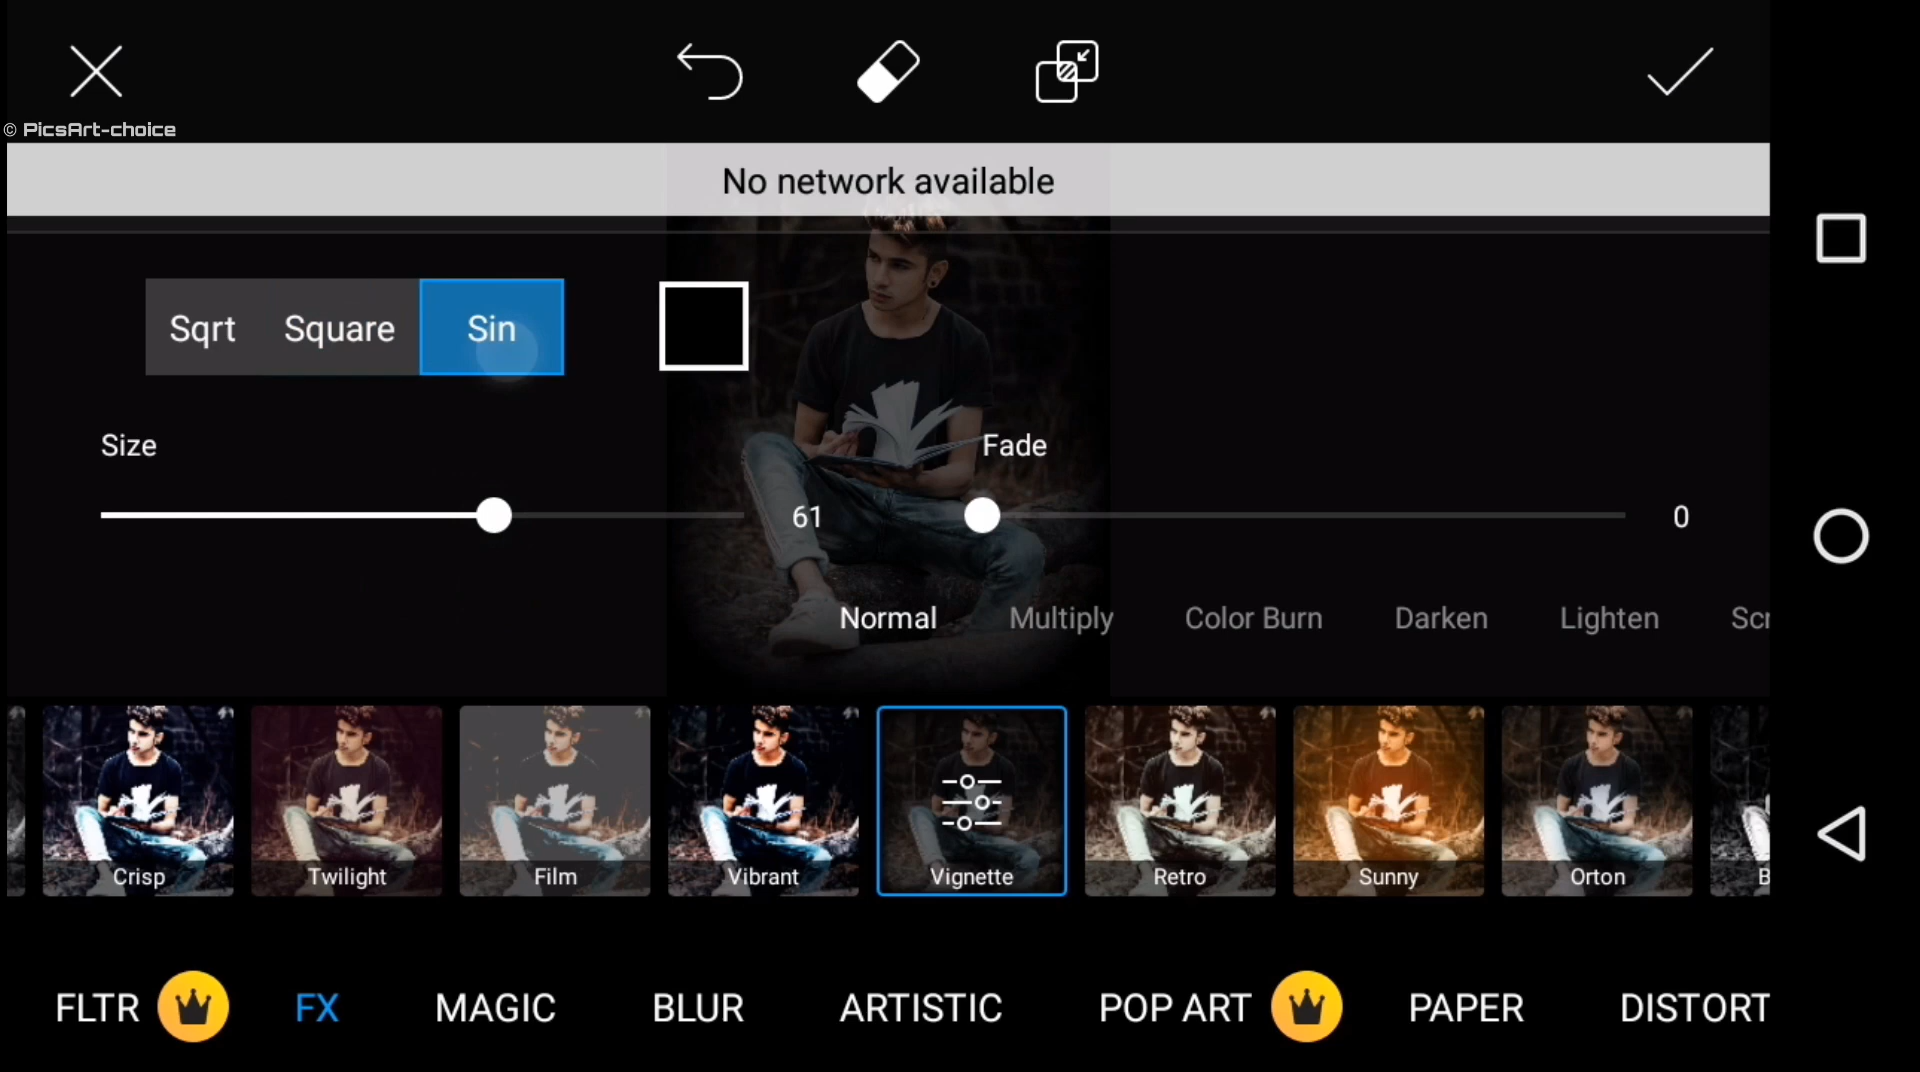 © PicsArt-choice
No network available
Sqrt Square Sin
Size Fade
61 0
Normal Multiply Color Burn Darken Lighten Scr
Crisp Twilight Film Vibrant Vignette Retro Sunny Orton B
FLTR FX MAGIC BLUR ARTISTIC POP ART PAPER DISTORT